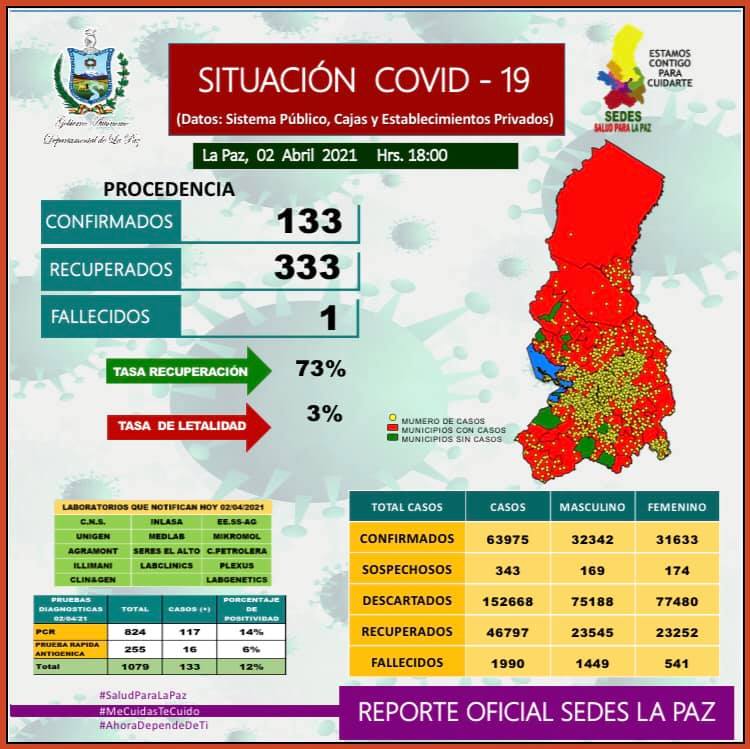 Gobierno Autónomo
Departamental de La Paz
SITUACIÓN COVID - 19
(Datos: Sistema Público, Cajas y Establecimientos Privados)
ESTAMOS
CONTIGO
PARA
CUIDARTE
SEDES
SALUD PARA LA PAZ
La Paz, 02 Abril 2021 Hrs. 18:00
PROCEDENCIA
CONFIRMADOS 133
RECUPERADOS 333
FALLECIDOS 1
TASA RECUPERACIÓN 73%
TASA DE LETALIDAD 3%
MUMERO DE CASOS
MUNICIPIOS CON CASOS
MUNICIPIOS SIN CASOS
LABORATORIOS QUE NOTIFICAN HOY 02/04/2021
C.N.S. INLASA EE.SS-AG
UNIGEN MEDLAB MIKROMOL
AGRAMONT SERES EL ALTO C.PETROLERA
ILLIMANI LABCLINICS PLEXUS
CLIN&GEN LABGENETICS
PRUEBAS DIAGNOSTICAS 02/04/21 TOTAL CASOS (+) PORCENTAJE DE POSITIVIDAD
PCR 824 117 14%
PRUEBA RAPIDA ANTIGENICA 255 16 6%
Total 1079 133 12%
TOTAL CASOS CASOS MASCULINO FEMENINO
CONFIRMADOS 63975 32342 31633
SOSPECHOSOS 343 169 174
DESCARTADOS 152668 75188 77480
RECUPERADOS 46797 23545 23252
FALLECIDOS 1990 1449 541
#SaludParaLaPaz
#MeCuidasTeCuido
#AhoraDependeDeTi
REPORTE OFICIAL SEDES LA PAZ